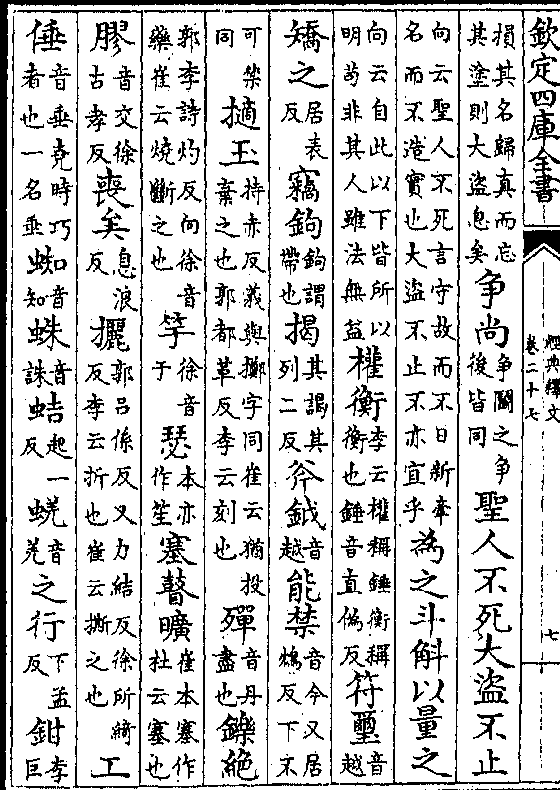 欽定四庫全書
經典釋文
卷二十七
七
損其名歸真而忘其塗則大盜息矣爭尚爭鬭之爭後皆同聖人不死大盜不止
向云聖人不死言守故而不日新牽名而不造實也大盜不止不亦宜乎為之斗斛以量之
向云自此以下皆所以明苟非其人雖法無益權衡李云權稱錘衡稱衡也錘音直偽反符璽音越
矯之居表反竊鉤鉤謂帶也揭其謁其列二反斧鉞音越能禁音今又居鴆反下不
可禁同擿玉持赤反義與擲字同崔云猶投棄之也郭都革反李云刻也殫音丹盡也鑠絕
郭李詩灼反向徐音藥崔云燒斷之也竽徐音于瑟本亦作笙塞瞽曠崔本塞作杜云塞也
膠音交徐古孝反喪矣息浪反攦郭呂係反又力結反徐所綺反李云折也崔云撕之也工
倕音垂堯時巧者也一名垂蜘音知蛛音誅蛣起一反蜣音羌之行下孟反鉗李巨